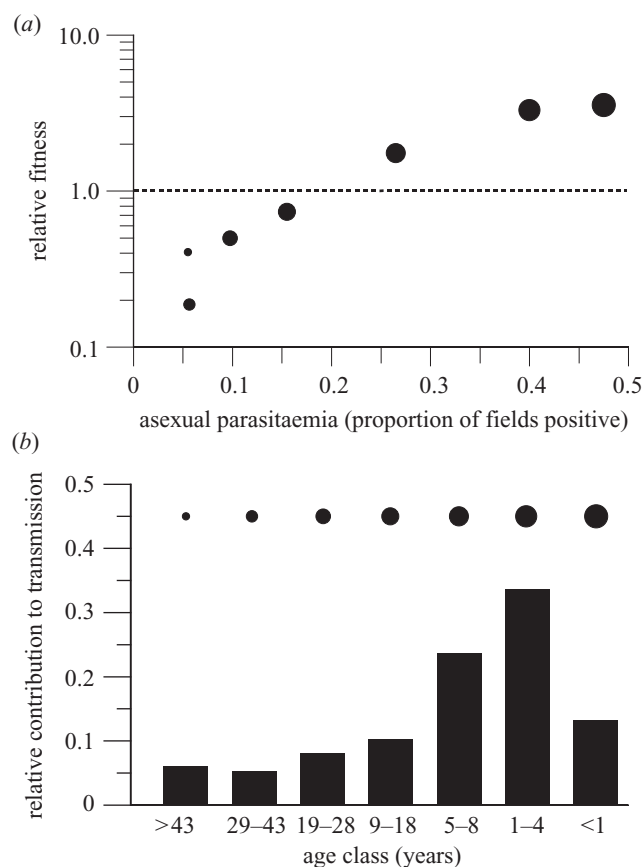 (a)
10.0
1.0
0.1
relative fitness
0 0.1 0.2 0.3 0.4 0.5
asexual parasitaemia (proportion of fields positive)
(b)
0.5
0.4
0.3
0.2
0.1
0
relative contribution to transmission
>43 29–43 19–28 9–18 5–8 1–4 <1
age class (years)